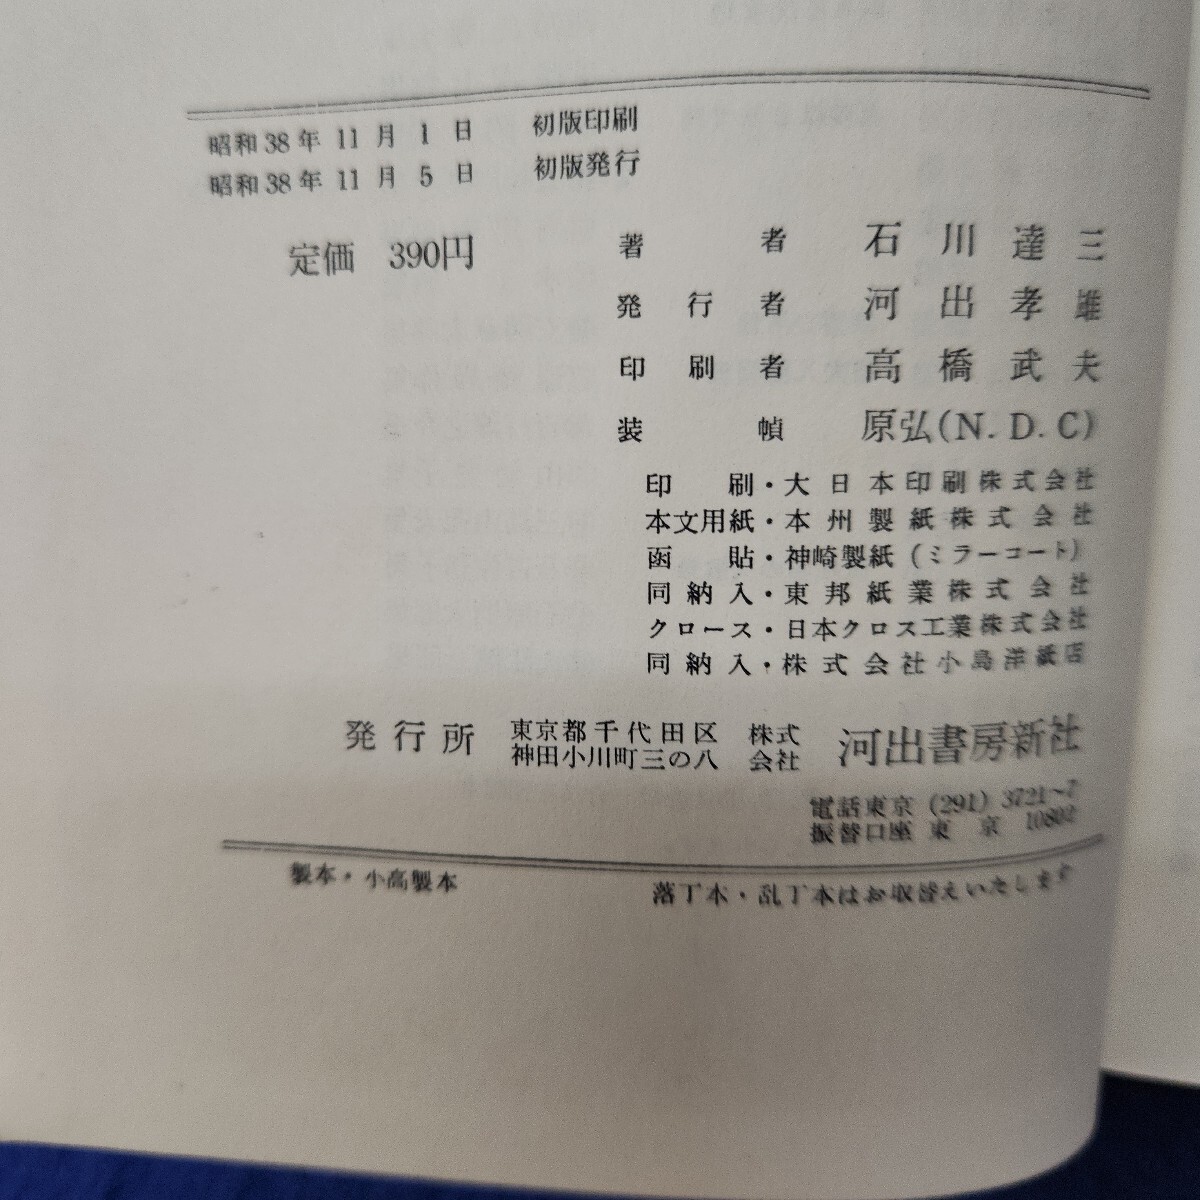 昭和38年11月1日 初版印刷
昭和38年11月5日 初版発行
定価 390円
著者 石川達三
発行者 河出孝雄
印刷者 高橋武夫
装幀 原弘(N.D.C)
印刷・大日本印刷株式会社
本文用紙・本州製紙株式会社
函貼・神崎製紙(ミラーコート)
同納入・東邦紙業株式会社
クロース・日本クロス工業株式会社
同納入・株式会社小島洋紙店
発行所 東京都千代田区神田小川町三の八 株式会社 河出書房新社
電話東京(291)3721~7
振替口座東京10802
製本・小高製本
落丁本・乱丁本はお取替えいたします